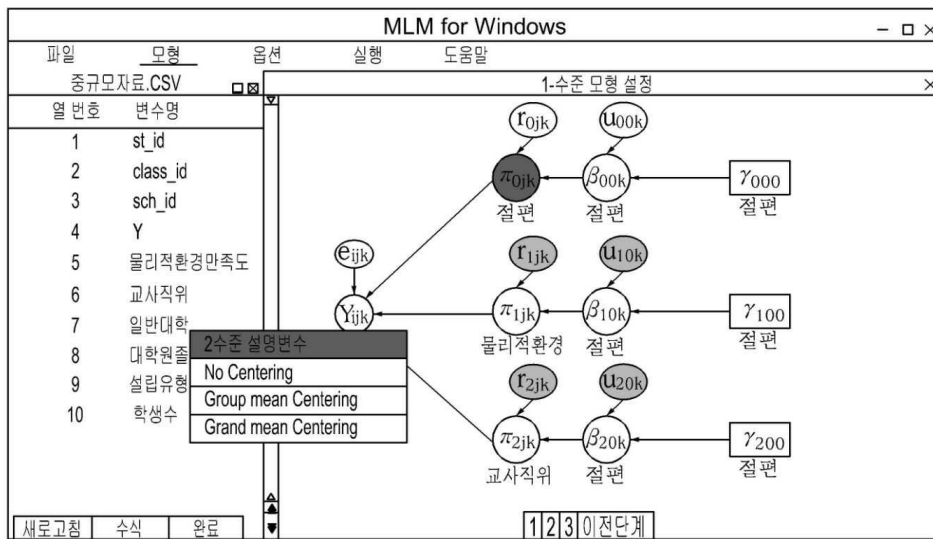 MLM for Windows
파일 모형 옵션 실행 도움말
중규모자료.CSV
1-수준 모형 설정
열 번호 변수명
1 st_id
2 class_id
3 sch_id
4 Y
5 물리적환경만족도
6 교사직위
7 일반대학
8 대학원졸
9 설립유형
10 학생수
2수준 설명변수
No Centering
Group mean Centering
Grand mean Centering
새로고침 수식 완료
r0jk u00k
π0jk β00k γ000
절편 절편 절편
eijk
Yijk
r1jk u10k
π1jk β10k γ100
물리적환경 절편 절편
r2jk u20k
π2jk β20k γ200
교사직위 절편 절편
1 2 3 이전단계